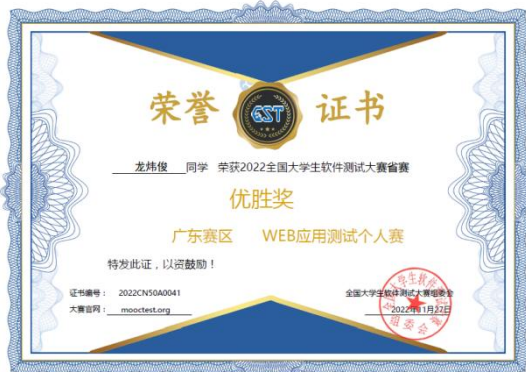 荣誉 CST 证书
龙炜俊 同学 荣获2022全国大学生软件测试大赛省赛
优胜奖
广东赛区 WEB应用测试个人赛
特发此证，以资鼓励！
证书编号： 2022CN50A0041
全国大学生软件测试大赛组委会
大赛官网： mooctest.org
2022年11月27日